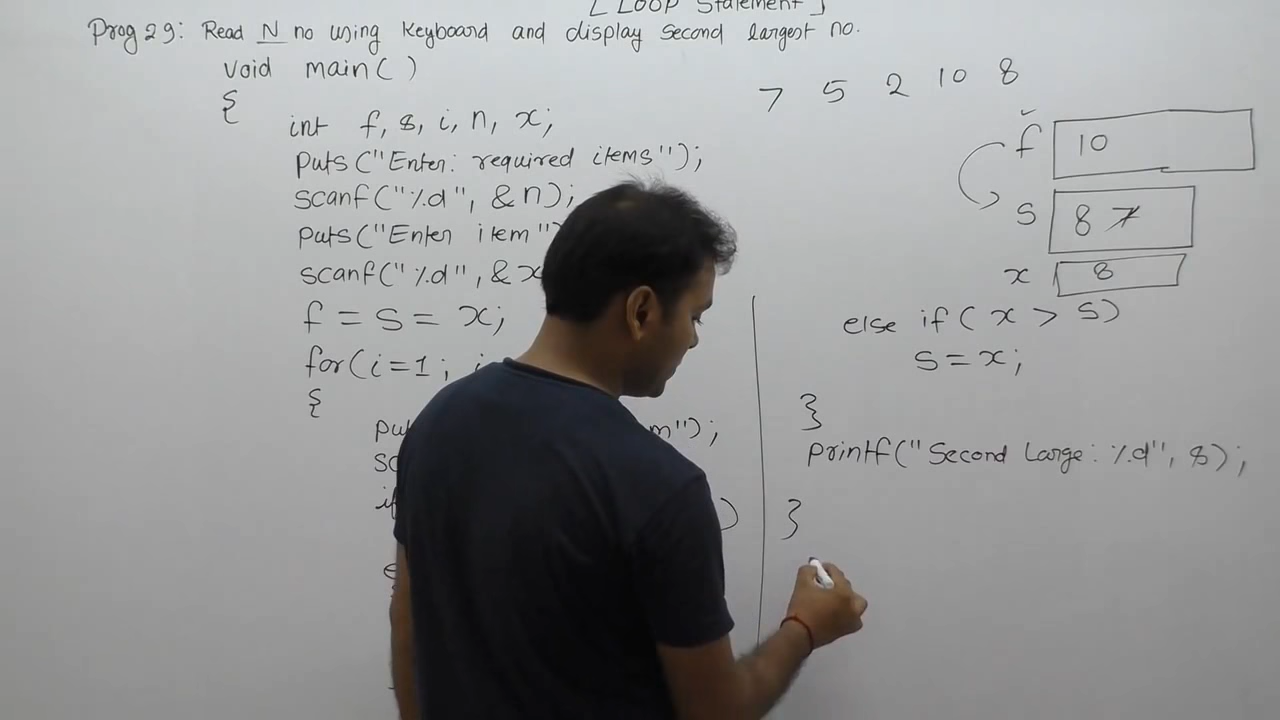 [ LOOP Statement ]
Prog 29: Read N no using Keyboard and display Second largest no.
void main( )
{
int f, s, i, n, x;
puts("Enter: required items");
scanf("%d", &n);
puts("Enter item"
scanf("%d", &x
f = s = x;
for(i=1;
{
m");
if
)
7 5 2 10 8
f 10
s 8 7
x 8
else if( x > s)
s = x;
}
printf("Second Large: %d", s);
}